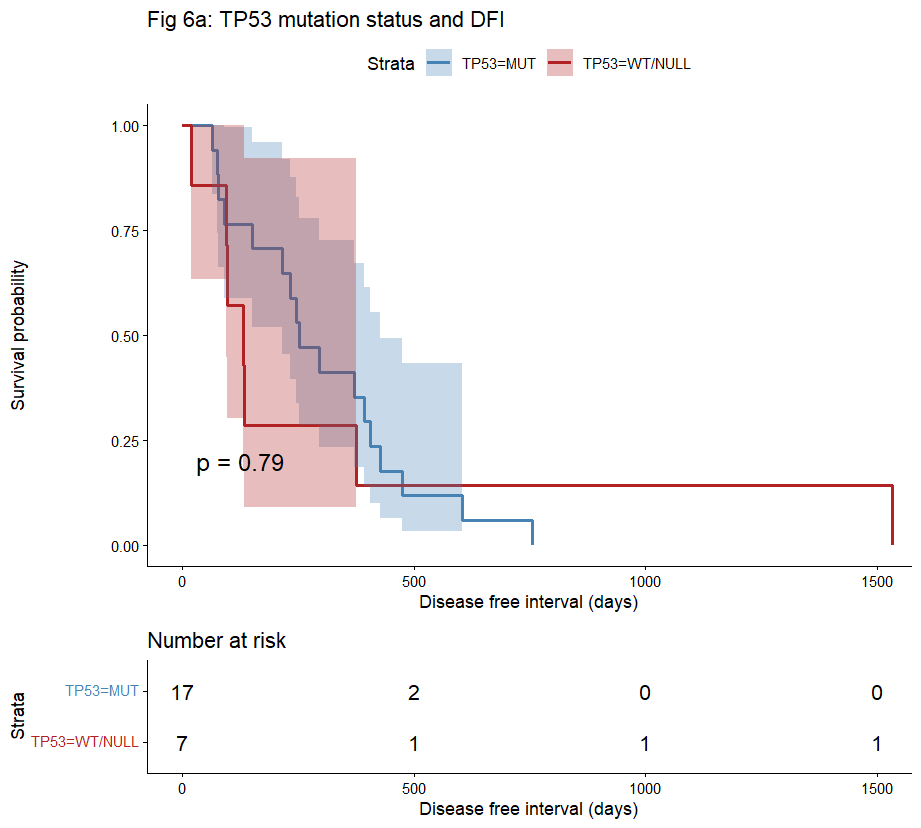 Fig 6a: TP53 mutation status and DFI
Strata TP53=MUT TP53=WT/NULL
Survival probability
1.00
0.75
0.50
0.25
0.00
p = 0.79
0 500 1000 1500
Disease free interval (days)
Number at risk
Strata
TP53=MUT 17 2 0 0
TP53=WT/NULL 7 1 1 1
0 500 1000 1500
Disease free interval (days)